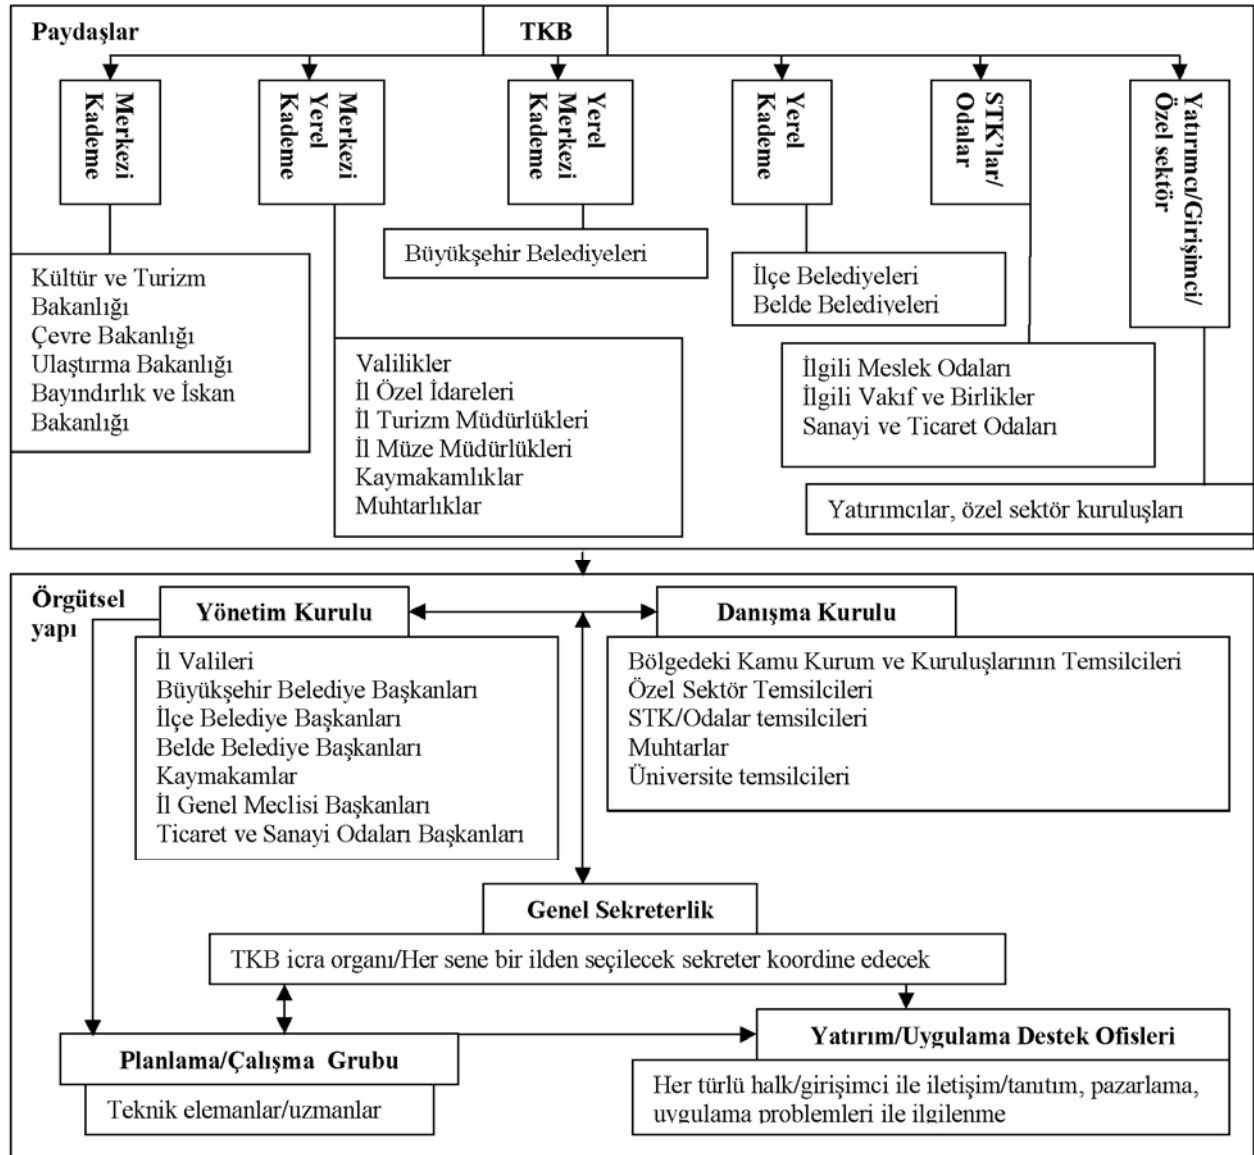 Paydaşlar
TKB
Merkezi
Kademe
Merkezi
Yerel
Kademe
Yerel
Merkezi
Kademe
Yerel
Kademe
STK'lar/
Odalar
Yatırımcı/Girişimci/
Özel sektör
Kültür ve Turizm
Bakanlığı
Çevre Bakanlığı
Ulaştırma Bakanlığı
Bayındırlık ve İskan
Bakanlığı
Valilikler
İl Özel İdareleri
İl Turizm Müdürlükleri
İl Müze Müdürlükleri
Kaymakamlıklar
Muhtarlıklar
Büyükşehir Belediyeleri
İlçe Belediyeleri
Belde Belediyeleri
İlgili Meslek Odaları
İlgili Vakıf ve Birlikler
Sanayi ve Ticaret Odaları
Yatırımcılar, özel sektör kuruluşları
Örgütsel
yapı
Yönetim Kurulu
İl Valileri
Büyükşehir Belediye Başkanları
İlçe Belediye Başkanları
Belde Belediye Başkanları
Kaymakamlar
İl Genel Meclisi Başkanları
Ticaret ve Sanayi Odaları Başkanları
Danışma Kurulu
Bölgedeki Kamu Kurum ve Kuruluşlarının Temsilcileri
Özel Sektör Temsilcileri
STK/Odalar temsilcileri
Muhtarlar
Üniversite temsilcileri
Genel Sekreterlik
TKB icra organı/Her sene bir ilden seçilecek sekreter koordine edecek
Planlama/Çalışma Grubu
Teknik elemanlar/uzmanlar
Yatırım/Uygulama Destek Ofisleri
Her türlü halk/girişimci ile iletişim/tanıtım, pazarlama,
uygulama problemleri ile ilgilenme